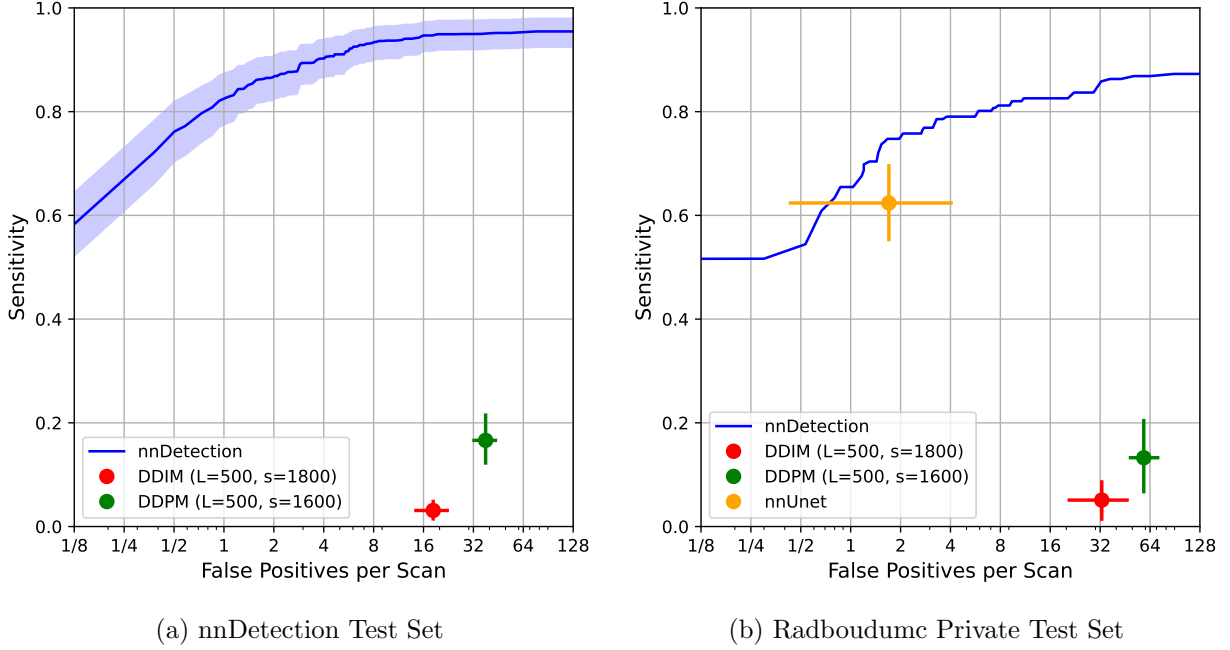 1.0
0.8
0.6
0.4
0.2
0.0
Sensitivity
nnDetection
DDIM (L=500, s=1800)
DDPM (L=500, s=1600)
1/8 1/4 1/2 1 2 4 8 16 32 64 128
False Positives per Scan
(a) nnDetection Test Set
1.0
0.8
0.6
0.4
0.2
0.0
Sensitivity
nnDetection
DDIM (L=500, s=1800)
DDPM (L=500, s=1600)
nnUnet
1/8 1/4 1/2 1 2 4 8 16 32 64 128
False Positives per Scan
(b) Radboudumc Private Test Set